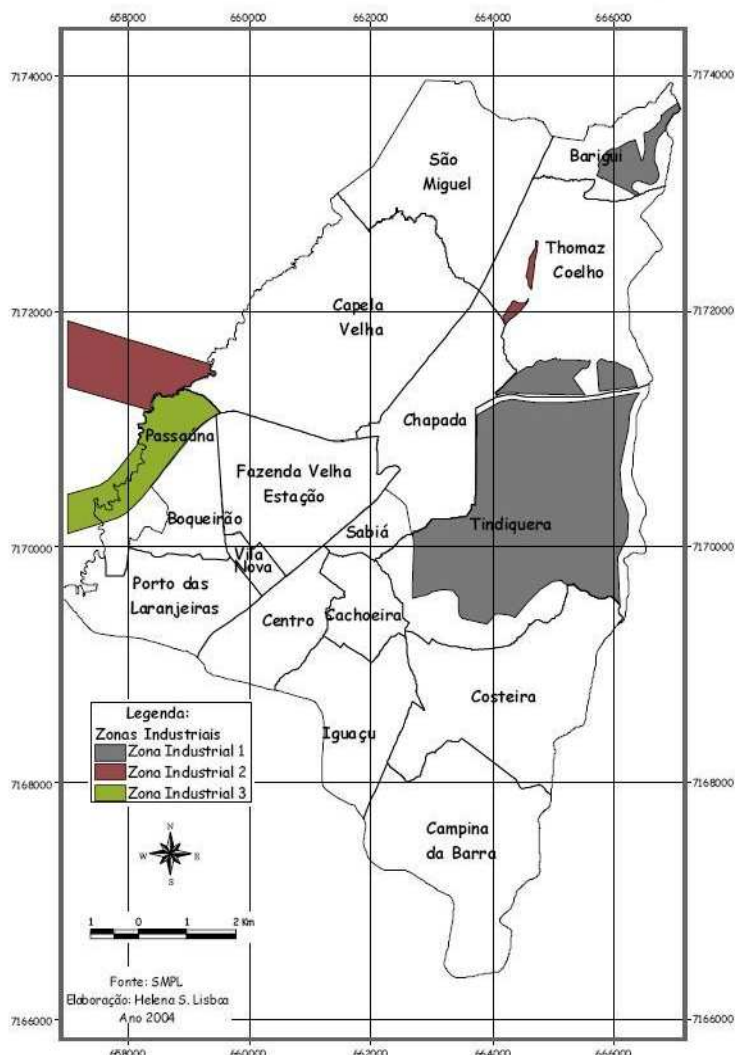 658000 660000 662000 664000 666000
7174000 7174000
São
Miguel
Barigui
Thomaz
Coelho
7172000 7172000
Capela
Velha
Chapada
Passaúna
Fazenda Velha
Estação
Boqueirão
Sabiá
Tindiquera
7170000 7170000
Vila
Nova
Porto das
Laranjeiras
Centro
Cachoeira
Costeira
Iguaçu
Legenda:
Zonas Industriais
Zona Industrial 1
Zona Industrial 2
Zona Industrial 3
7168000 7168000
Campina
da Barra
N
W E
S
1 0 1 2 Km
Fonte: SMPL
Elaboração: Helena S. Lisboa
Ano 2004
7166000 7166000
658000 660000 662000 664000 666000